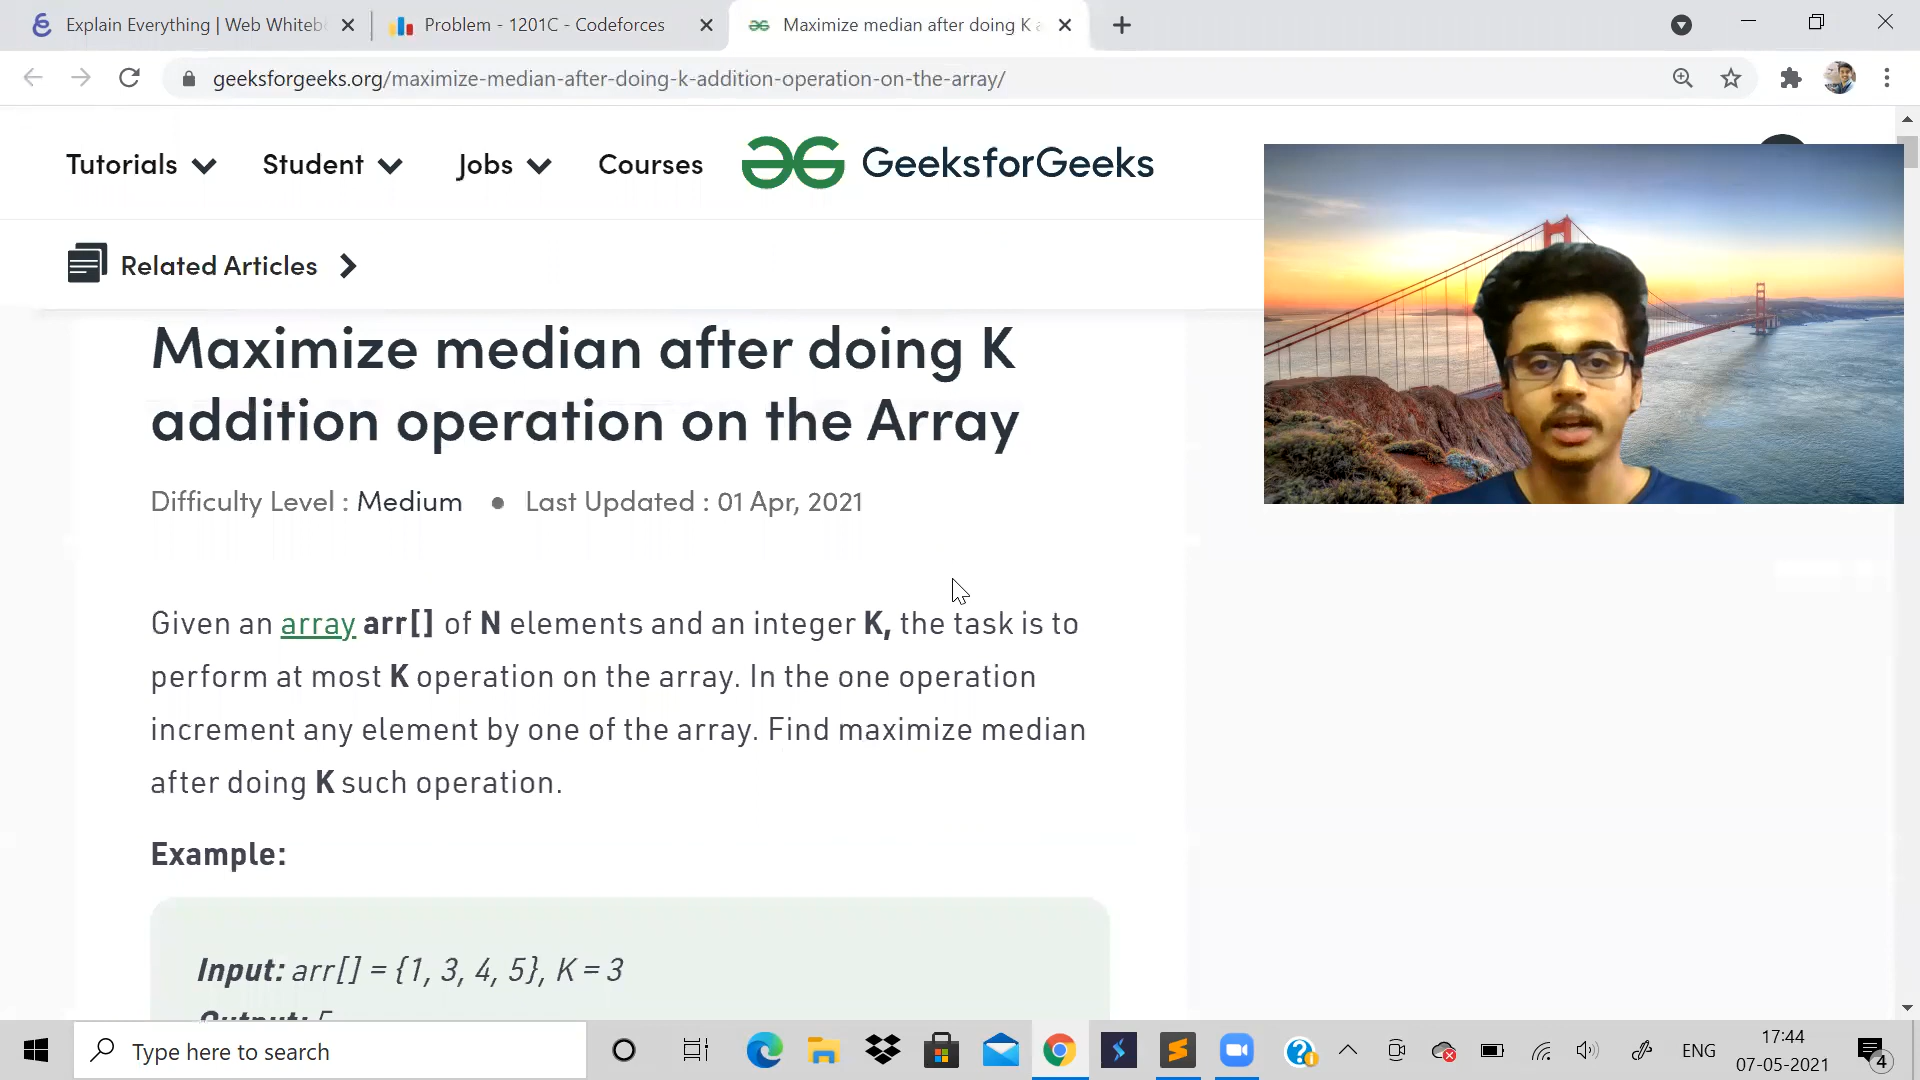 Explain Everything | Web Whiteb
Problem - 1201C - Codeforces
Maximize median after doing K a
geeksforgeeks.org/maximize-median-after-doing-k-addition-operation-on-the-array/
Tutorials
Student
Jobs
Courses
GeeksforGeeks
Related Articles
Maximize median after doing K
addition operation on the Array
Difficulty Level : Medium ● Last Updated : 01 Apr, 2021
Given an array arr[] of N elements and an integer K, the task is to
perform at most K operation on the array. In the one operation
increment any element by one of the array. Find maximize median
after doing K such operation.
Example:
Input: arr[] = {1, 3, 4, 5}, K = 3
Output: 5
Type here to search
ENG
17:44
07-05-2021
4